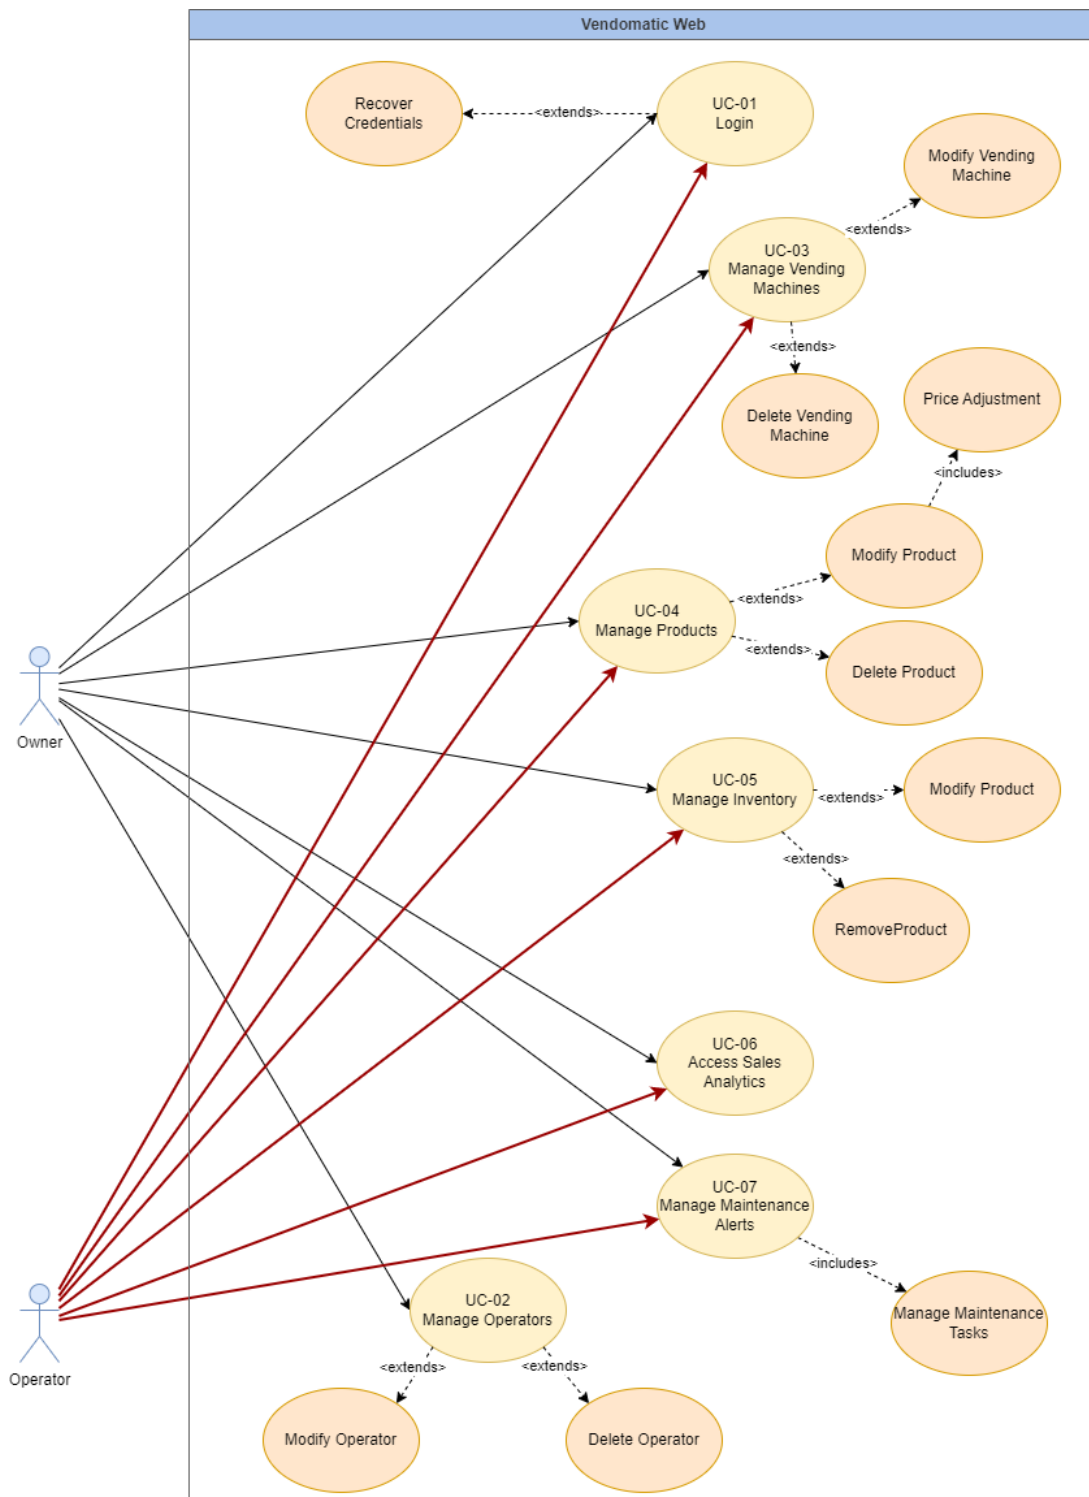 Vendomatic Web
Recover
Credentials
<extends>
UC-01
Login
Modify Vending
Machine
<extends>
UC-03
Manage Vending
Machines
<extends>
Delete Vending
Machine
Price Adjustment
<includes>
Modify Product
<extends>
UC-04
Manage Products
<extends>
Delete Product
Owner
UC-05
Manage Inventory
<extends>
Modify Product
<extends>
RemoveProduct
UC-06
Access Sales
Analytics
UC-07
Manage Maintenance
Alerts
<includes>
Manage Maintenance
Tasks
Operator
UC-02
Manage Operators
<extends>
<extends>
Modify Operator
Delete Operator